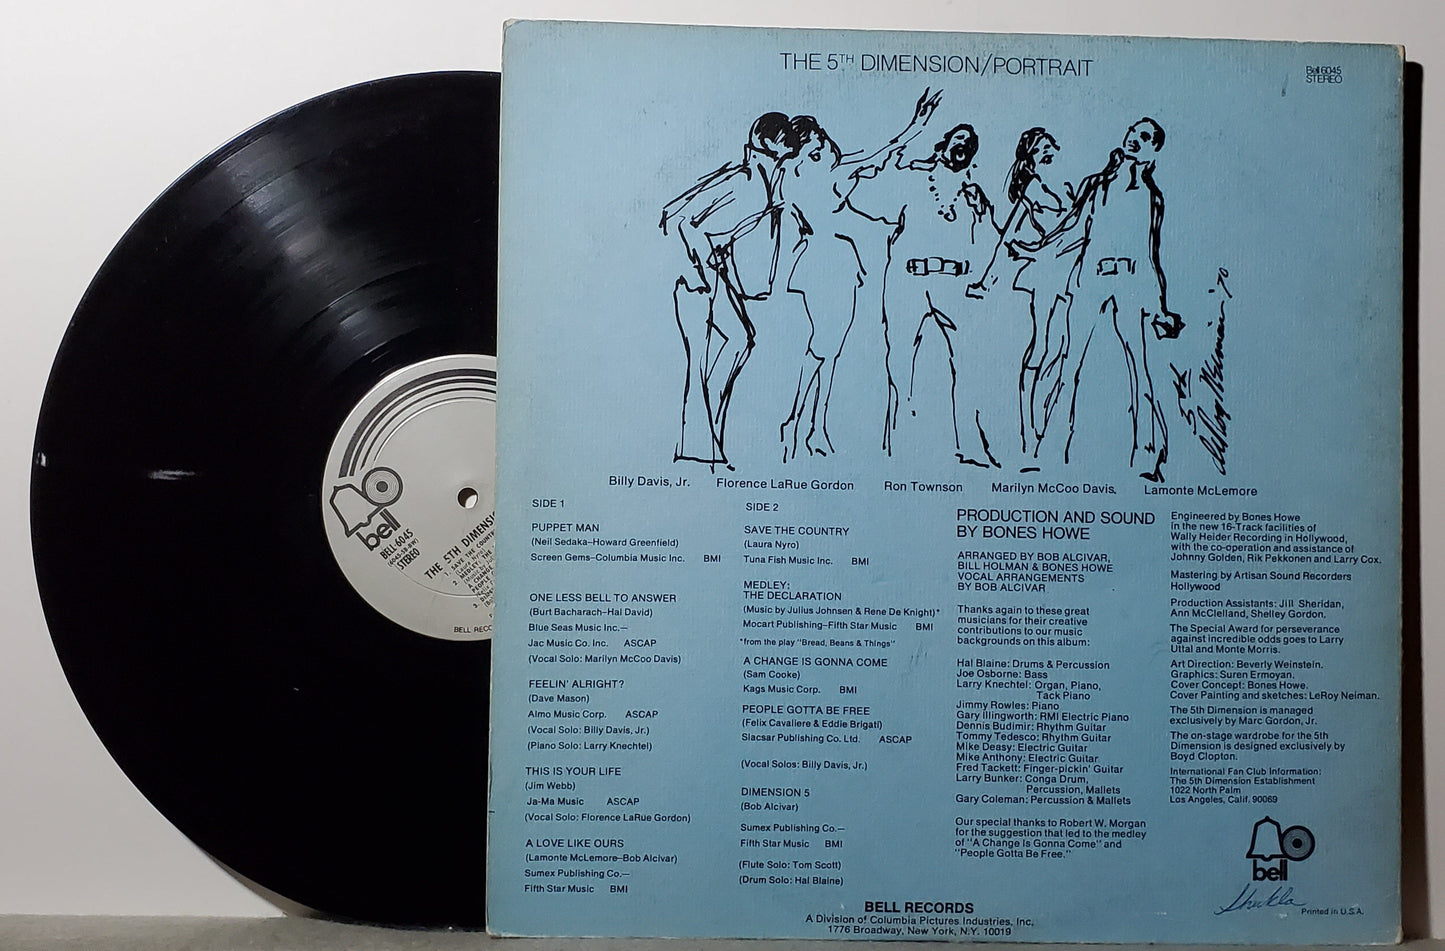 THE 5TH DIMENSION/PORTRAIT
Bell 6045
STEREO
5th
LeRoy Neiman '70
Billy Davis, Jr.
Florence LaRue Gordon
Ron Townson
Marilyn McCoo Davis.
Lamonte McLemore
SIDE 1
PUPPET MAN
(Neil Sedaka–Howard Greenfield)
Screen Gems–Columbia Music Inc. BMI
ONE LESS BELL TO ANSWER
(Burt Bacharach–Hal David)
Blue Seas Music Inc.–
Jac Music Co. Inc. ASCAP
(Vocal Solo: Marilyn McCoo Davis)
FEELIN' ALRIGHT?
(Dave Mason)
Almo Music Corp. ASCAP
(Vocal Solo: Billy Davis, Jr.)
(Piano Solo: Larry Knechtel)
THIS IS YOUR LIFE
(Jim Webb)
Ja-Ma Music ASCAP
(Vocal Solo: Florence LaRue Gordon)
A LOVE LIKE OURS
(Lamonte McLemore–Bob Alcivar)
Sumex Publishing Co.–
Fifth Star Music BMI
SIDE 2
SAVE THE COUNTRY
(Laura Nyro)
Tuna Fish Music Inc. BMI
MEDLEY:
THE DECLARATION
(Music by Julius Johnsen & Rene De Knight)*
Mocart Publishing–Fifth Star Music BMI
*from the play "Bread, Beans & Things"
A CHANGE IS GONNA COME
(Sam Cooke)
Kags Music Corp. BMI
PEOPLE GOTTA BE FREE
(Felix Cavaliere & Eddie Brigati)
Slacsar Publishing Co. Ltd. ASCAP
(Vocal Solos: Billy Davis, Jr.)
DIMENSION 5
(Bob Alcivar)
Sumex Publishing Co.–
Fifth Star Music BMI
(Flute Solo: Tom Scott)
(Drum Solo: Hal Blaine)
PRODUCTION AND SOUND
BY BONES HOWE
ARRANGED BY BOB ALCIVAR,
BILL HOLMAN & BONES HOWE
VOCAL ARRANGEMENTS
BY BOB ALCIVAR
Thanks again to these great
musicians for their creative
contributions to our music
backgrounds on this album:
Hal Blaine: Drums & Percussion
Joe Osborne: Bass
Larry Knechtel: Organ, Piano,
Tack Piano
Jimmy Rowles: Piano
Gary Illingworth: RMI Electric Piano
Dennis Budimir: Rhythm Guitar
Tommy Tedesco: Rhythm Guitar
Mike Deasy: Electric Guitar
Mike Anthony: Electric Guitar
Fred Tackett: Finger-pickin' Guitar
Larry Bunker: Conga Drum,
Percussion, Mallets
Gary Coleman: Percussion & Mallets
Our special thanks to Robert W. Morgan
for the suggestion that led to the medley
of "A Change Is Gonna Come" and
"People Gotta Be Free."
Engineered by Bones Howe
in the new 16-Track facilities of
Wally Heider Recording in Hollywood,
with the co-operation and assistance of
Johnny Golden, Rik Pekkonen and Larry Cox.
Mastering by Artisan Sound Recorders
Hollywood
Production Assistants: Jill Sheridan,
Ann McClelland, Shelley Gordon.
The Special Award for perseverance
against incredible odds goes to Larry
Uttal and Monte Morris.
Art Direction: Beverly Weinstein.
Graphics: Suren Ermoyan.
Cover Concept: Bones Howe.
Cover Painting and sketches: LeRoy Neiman.
The 5th Dimension is managed
exclusively by Marc Gordon, Jr.
The on-stage wardrobe for the 5th
Dimension is designed exclusively by
Boyd Clopton.
International Fan Club Information:
The 5th Dimension Establishment
1022 North Palm
Los Angeles, Calif. 90069
bell
Printed in U.S.A.
BELL RECORDS
A Division of Columbia Pictures Industries, Inc.
1776 Broadway, New York, N.Y. 10019
bell
BELL 6045
STEREO
THE 5TH DIMENSION
1. SAVE THE COUNTRY
BELL RECORDS